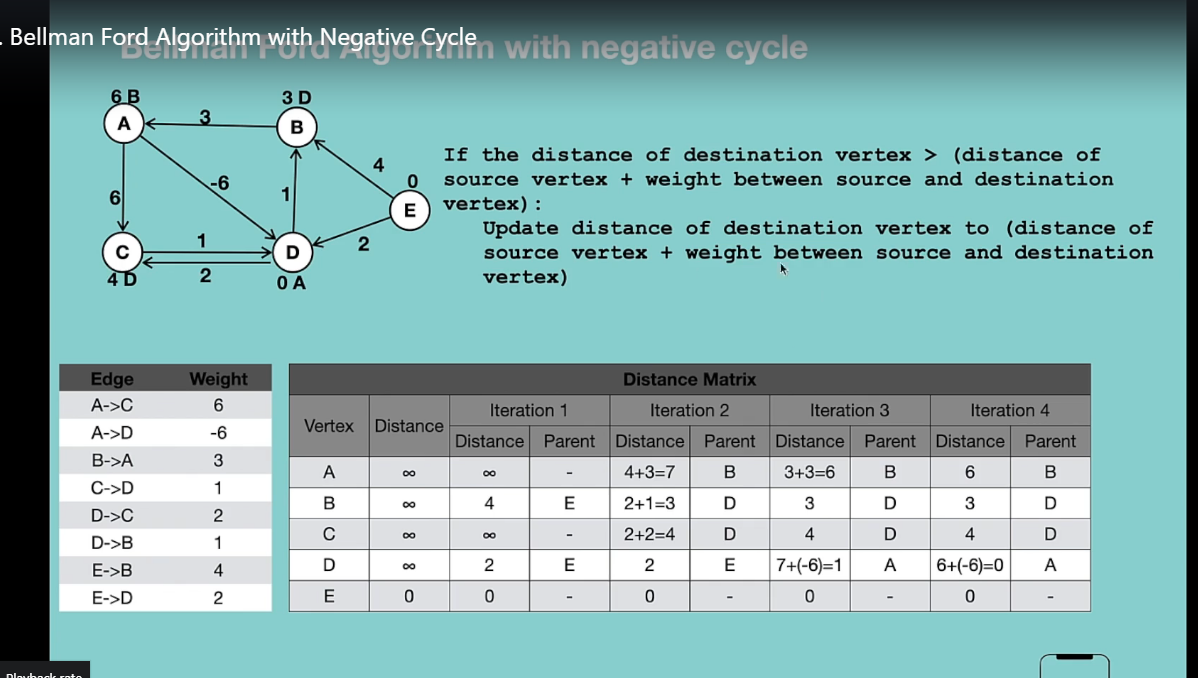 . Bellman Ford Algorithm with Negative Cycle
Bellman Ford Algorithm with negative cycle
6 B
3 D
A
3
B
4
0
-6
6
1
E
C
1
D
2
4 D
2
0 A
If the distance of destination vertex > (distance of
source vertex + weight between source and destination
vertex):
Update distance of destination vertex to (distance of
source vertex + weight between source and destination
vertex)
Edge Weight
A->C 6
A->D -6
B->A 3
C->D 1
D->C 2
D->B 1
E->B 4
E->D 2
Distance Matrix
Vertex Distance Iteration 1 Iteration 2 Iteration 3 Iteration 4
Distance Parent Distance Parent Distance Parent Distance Parent
A ∞ ∞ - 4+3=7 B 3+3=6 B 6 B
B ∞ 4 E 2+1=3 D 3 D 3 D
C ∞ ∞ - 2+2=4 D 4 D 4 D
D ∞ 2 E 2 E 7+(-6)=1 A 6+(-6)=0 A
E 0 0 - 0 - 0 - 0 -
Playback rate